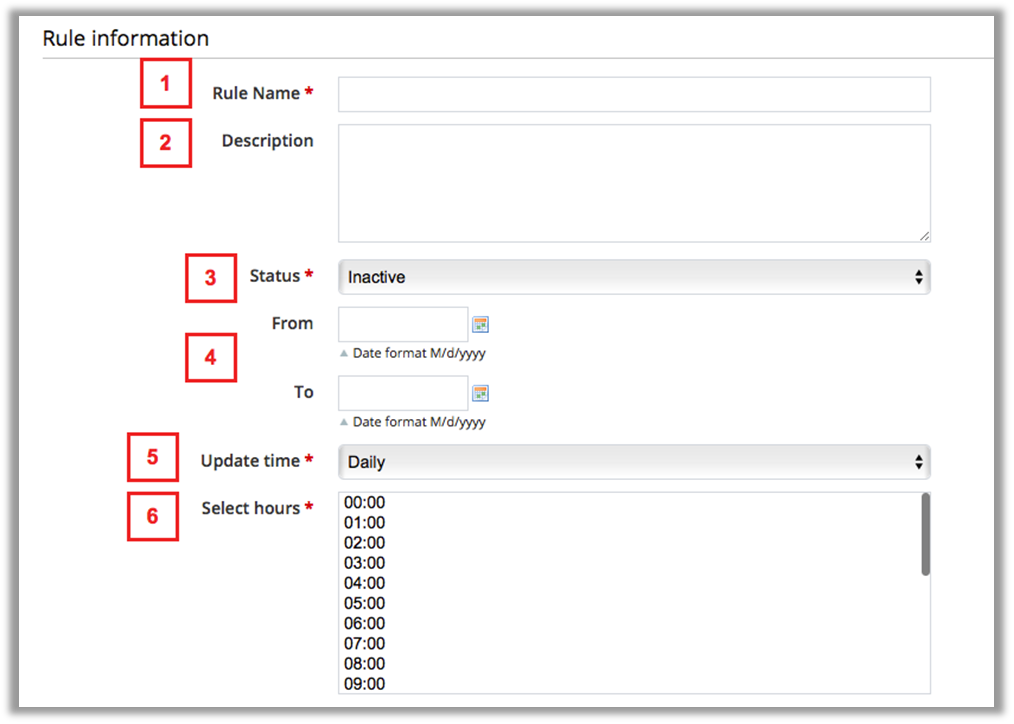 Rule information
1 Rule Name *
2 Description
3 Status * Inactive
From
Date format M/d/yyyy
4
To
Date format M/d/yyyy
5 Update time * Daily
6 Select hours * 00:00
01:00
02:00
03:00
04:00
05:00
06:00
07:00
08:00
09:00